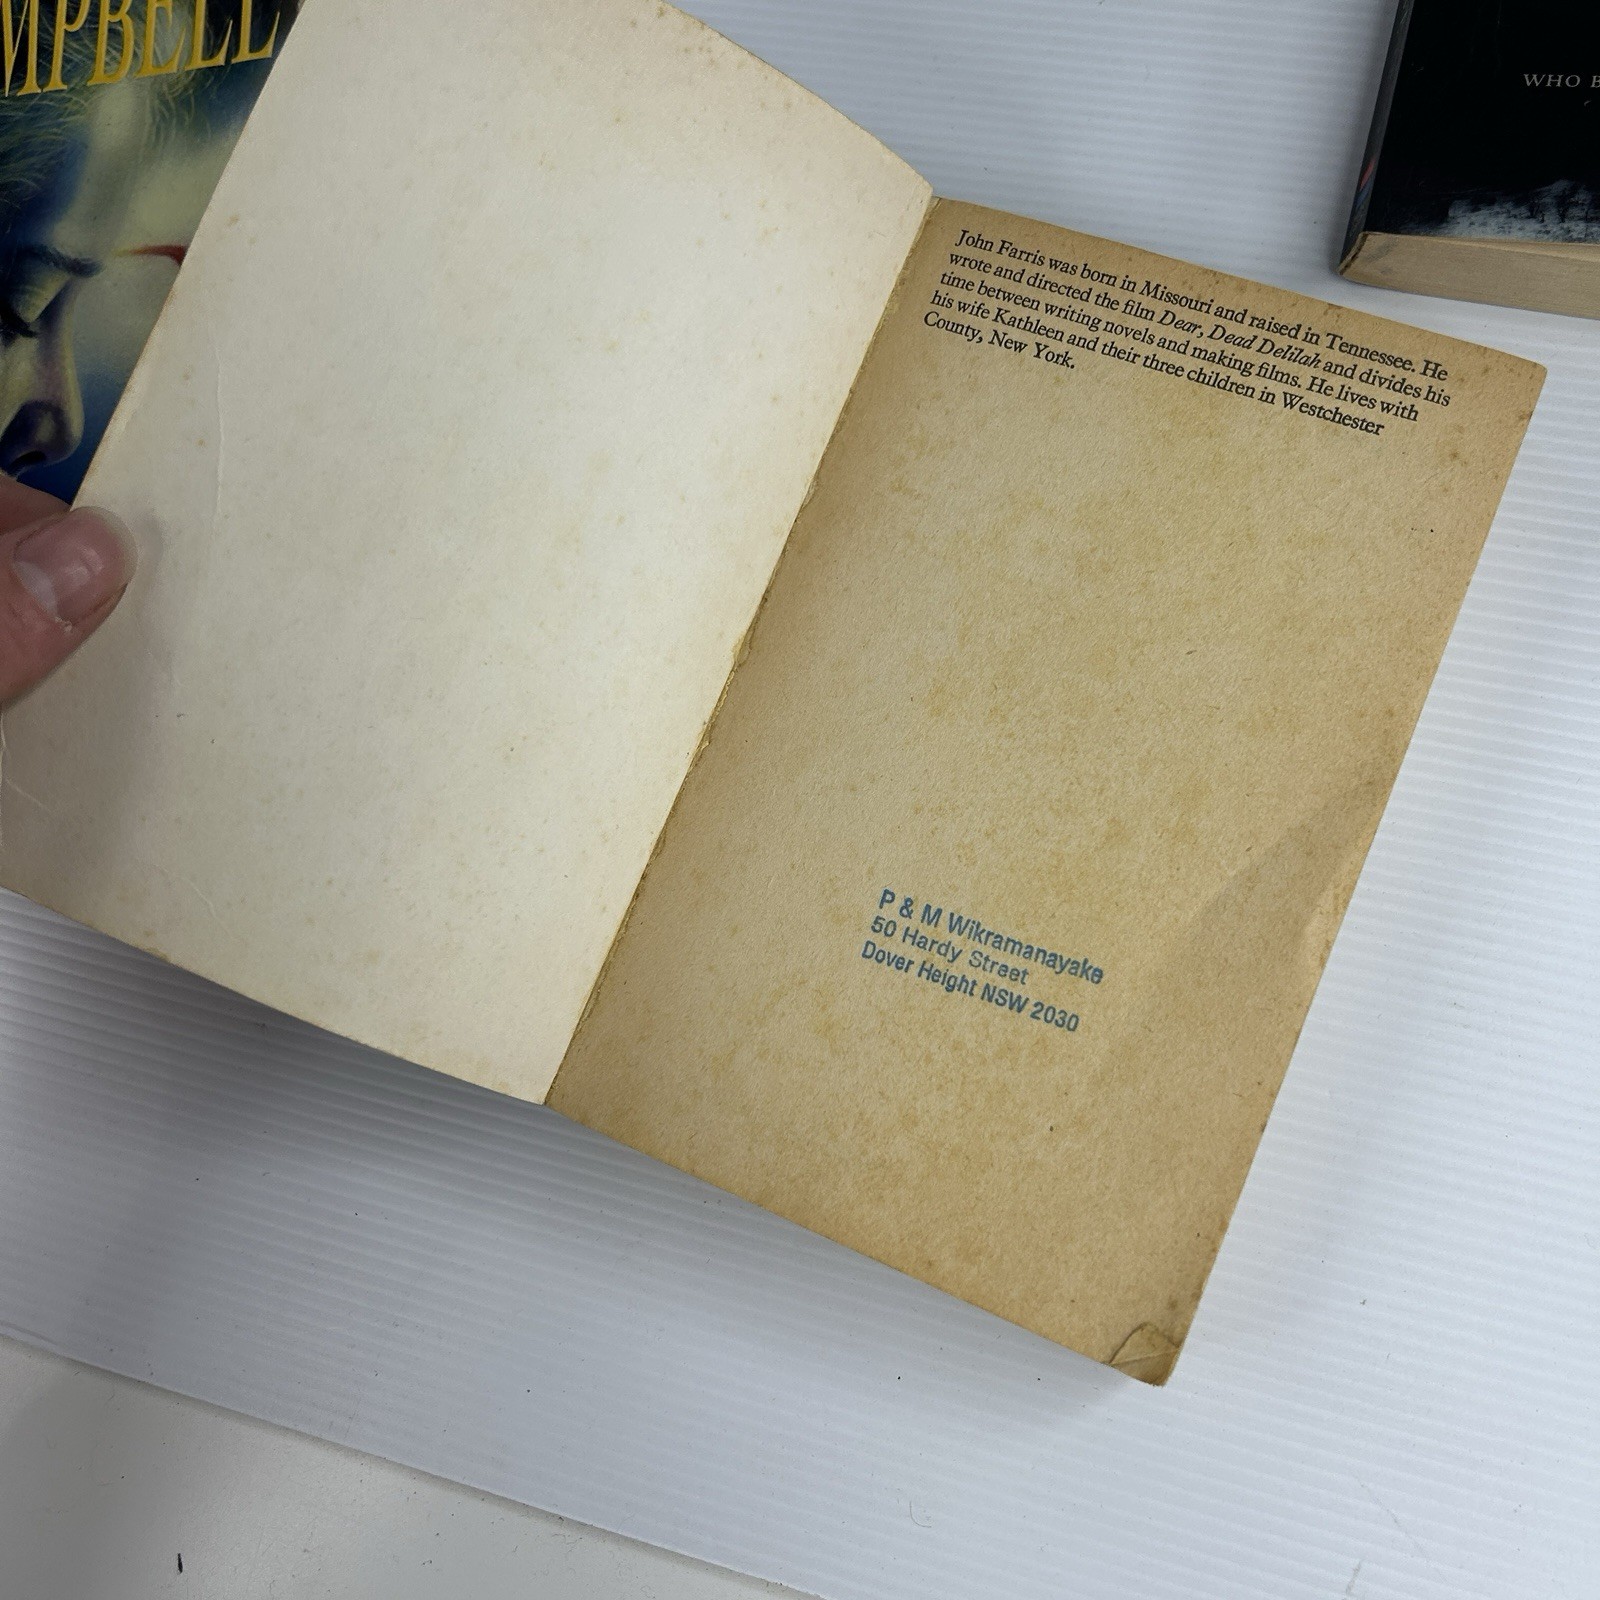 MPBELL
WHO B
John Farris was born in Missouri and raised in Tennessee. He
wrote and directed the film Dear, Dead Delilah and divides his
time between writing novels and making films. He lives with
his wife Kathleen and their three children in Westchester
County, New York.
P & M Wikramanayake
50 Hardy Street
Dover Height NSW 2030